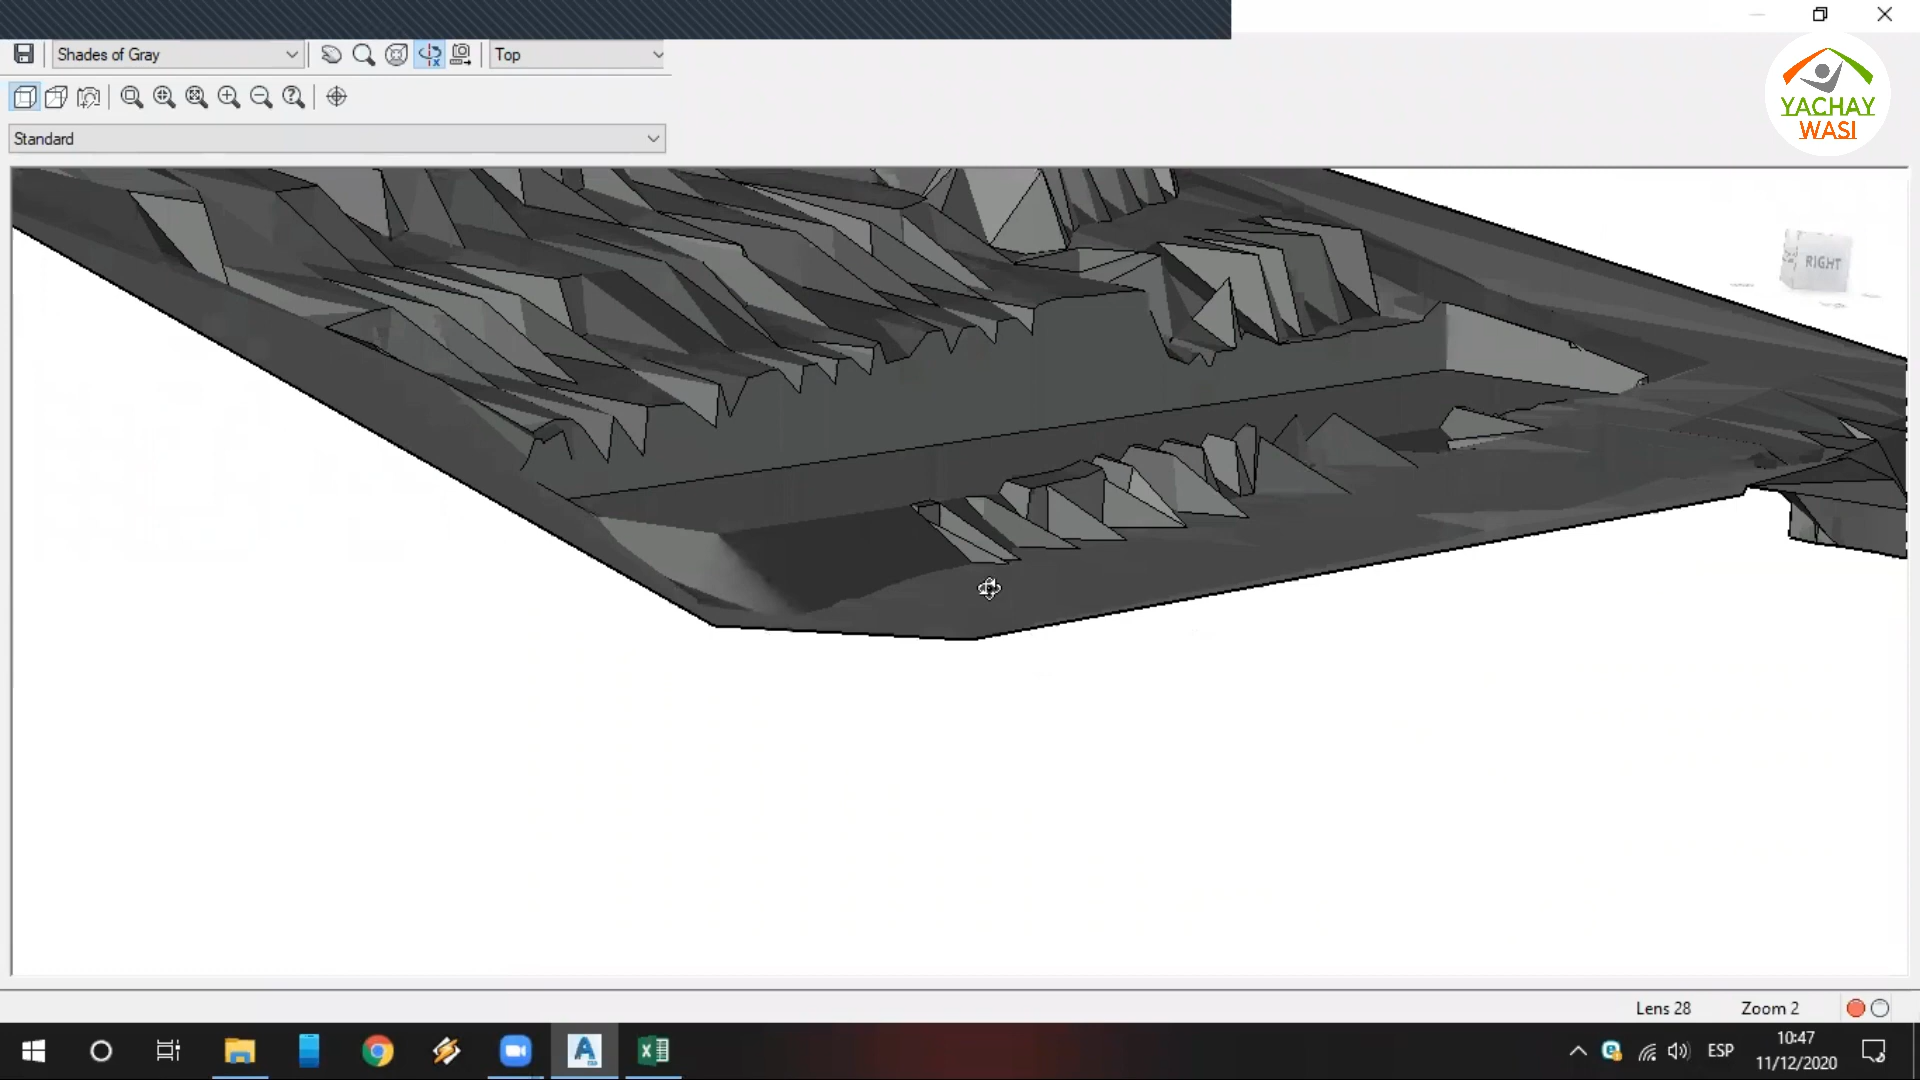 Shades of Gray
Top
YACHAY
WASI
Standard
RIGHT
Lens 28
Zoom 2
ESP
10:47
11/12/2020